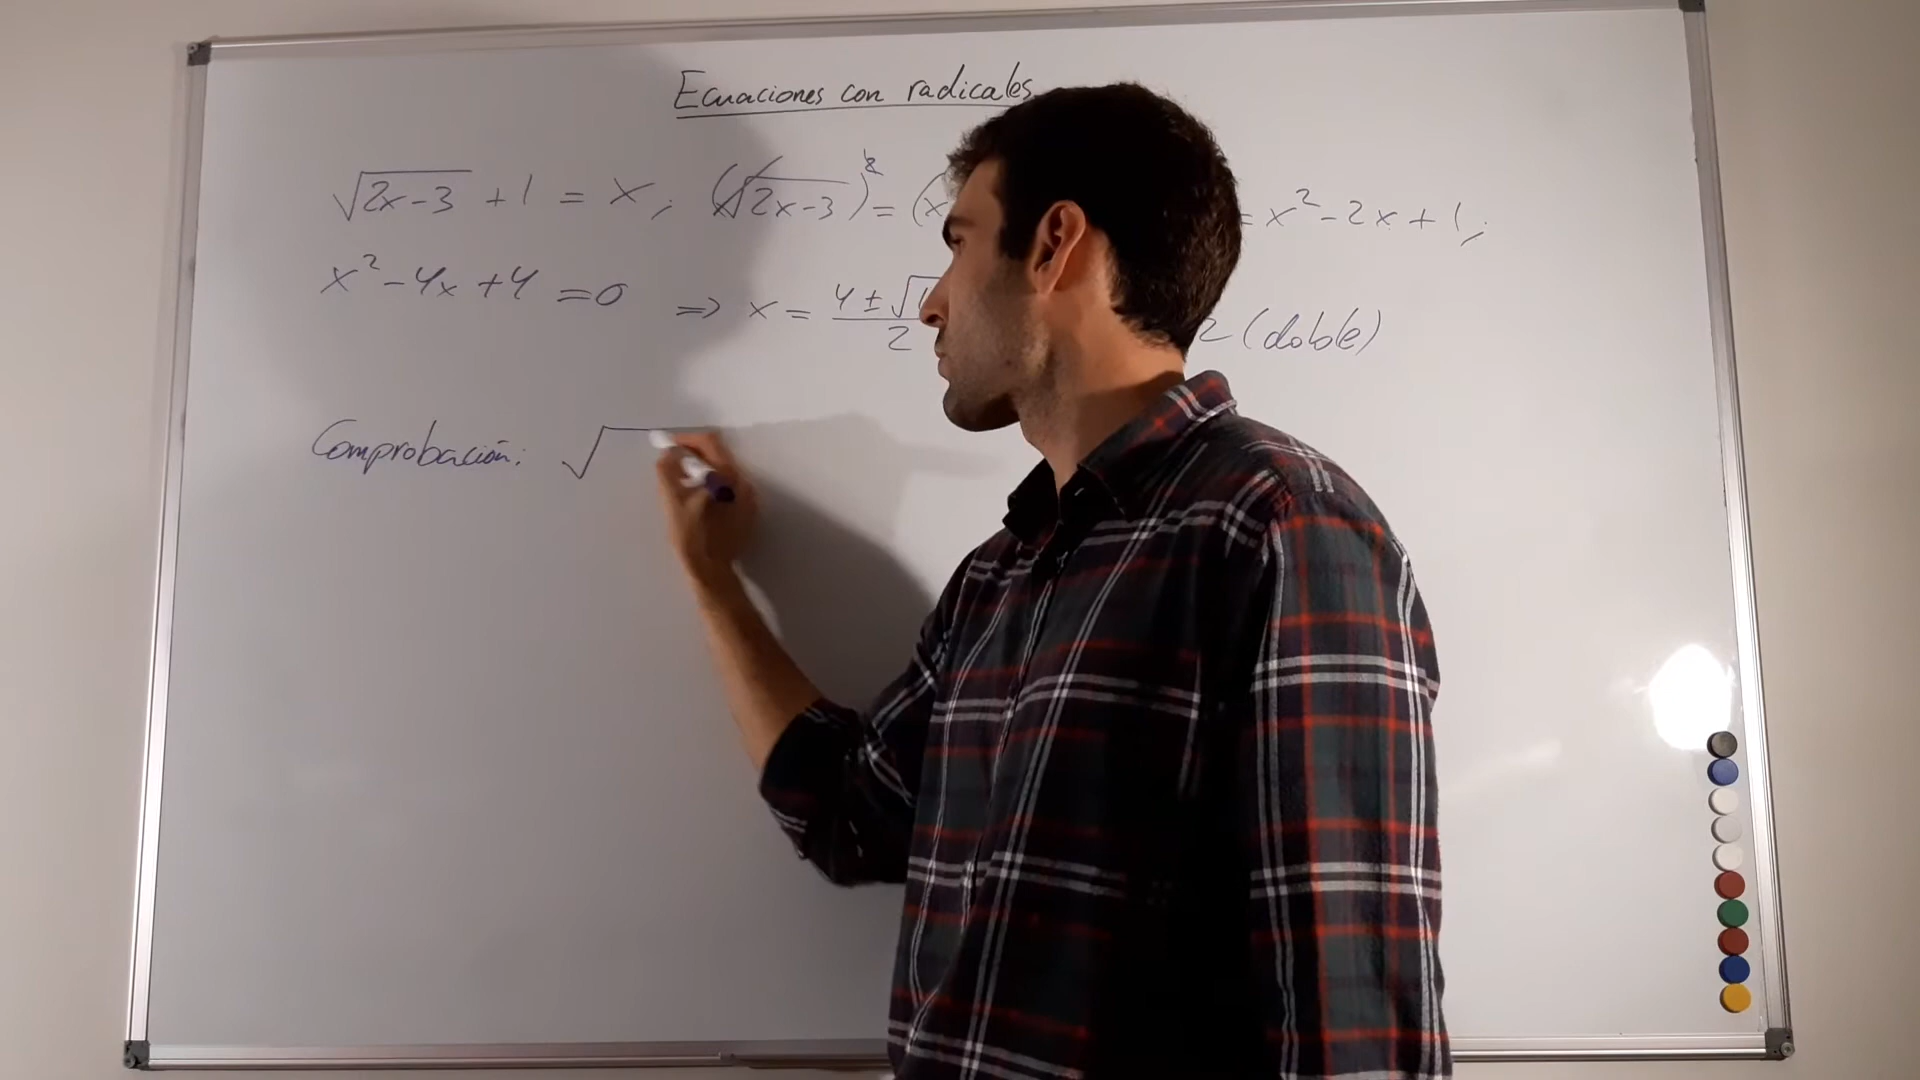 Ecuaciones con radicales
√(2x-3) + 1 = x; (√(2x-3))² = (x = x² - 2x + 1;
x² - 4x + 4 = 0 ⇒ x = 4 ± √ / 2 2 (doble)
Comprobación: √